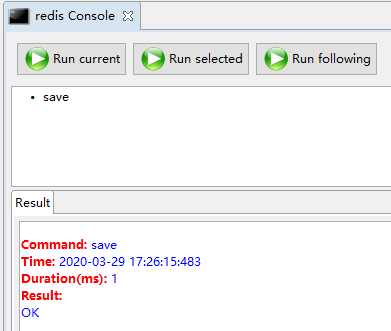 redis Console
Run current Run selected Run following
• save
Result
Command: save
Time: 2020-03-29 17:26:15:483
Duration(ms): 1
Result:
OK